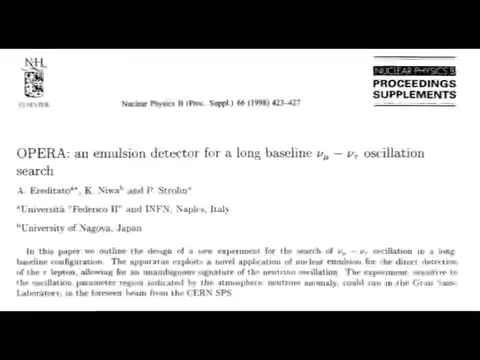 NH
ELSEVIER
Nuclear Physics B (Proc. Suppl.) 66 (1998) 423-427
NUCLEAR PHYSICS B
PROCEEDINGS
SUPPLEMENTS
OPERA: an emulsion detector for a long baseline νμ − ντ oscillation
search
A. Ereditato^a*, K. Niwa^b and P. Strolin^a
^aUniversità "Federico II" and INFN, Naples, Italy
^bUniversity of Nagoya, Japan
In this paper we outline the design of a new experiment for the search of νμ − ντ oscillation in a long-
baseline configuration. The apparatus exploits a novel application of nuclear emulsion for the direct detection
of the τ lepton, allowing for an unambiguous signature of the neutrino oscillation. The experiment, sensitive to
the oscillation parameter region indicated by the atmospheric neutrino anomaly, could run in the Gran Sasso
Laboratory, in the foreseen beam from the CERN SPS